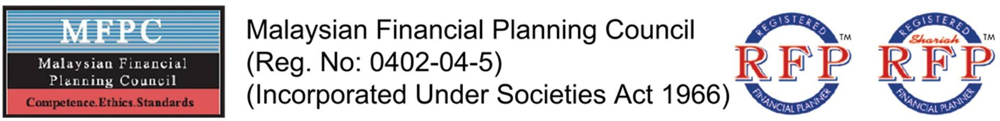 MFPC
Malaysian Financial
Planning Council
Competence.Ethics.Standards
Malaysian Financial Planning Council
(Reg. No: 0402-04-5)
(Incorporated Under Societies Act 1966)
REGISTERED
RFP
TM
FINANCIAL PLANNER
REGISTERED
Shariah
RFP
TM
FINANCIAL PLANNER